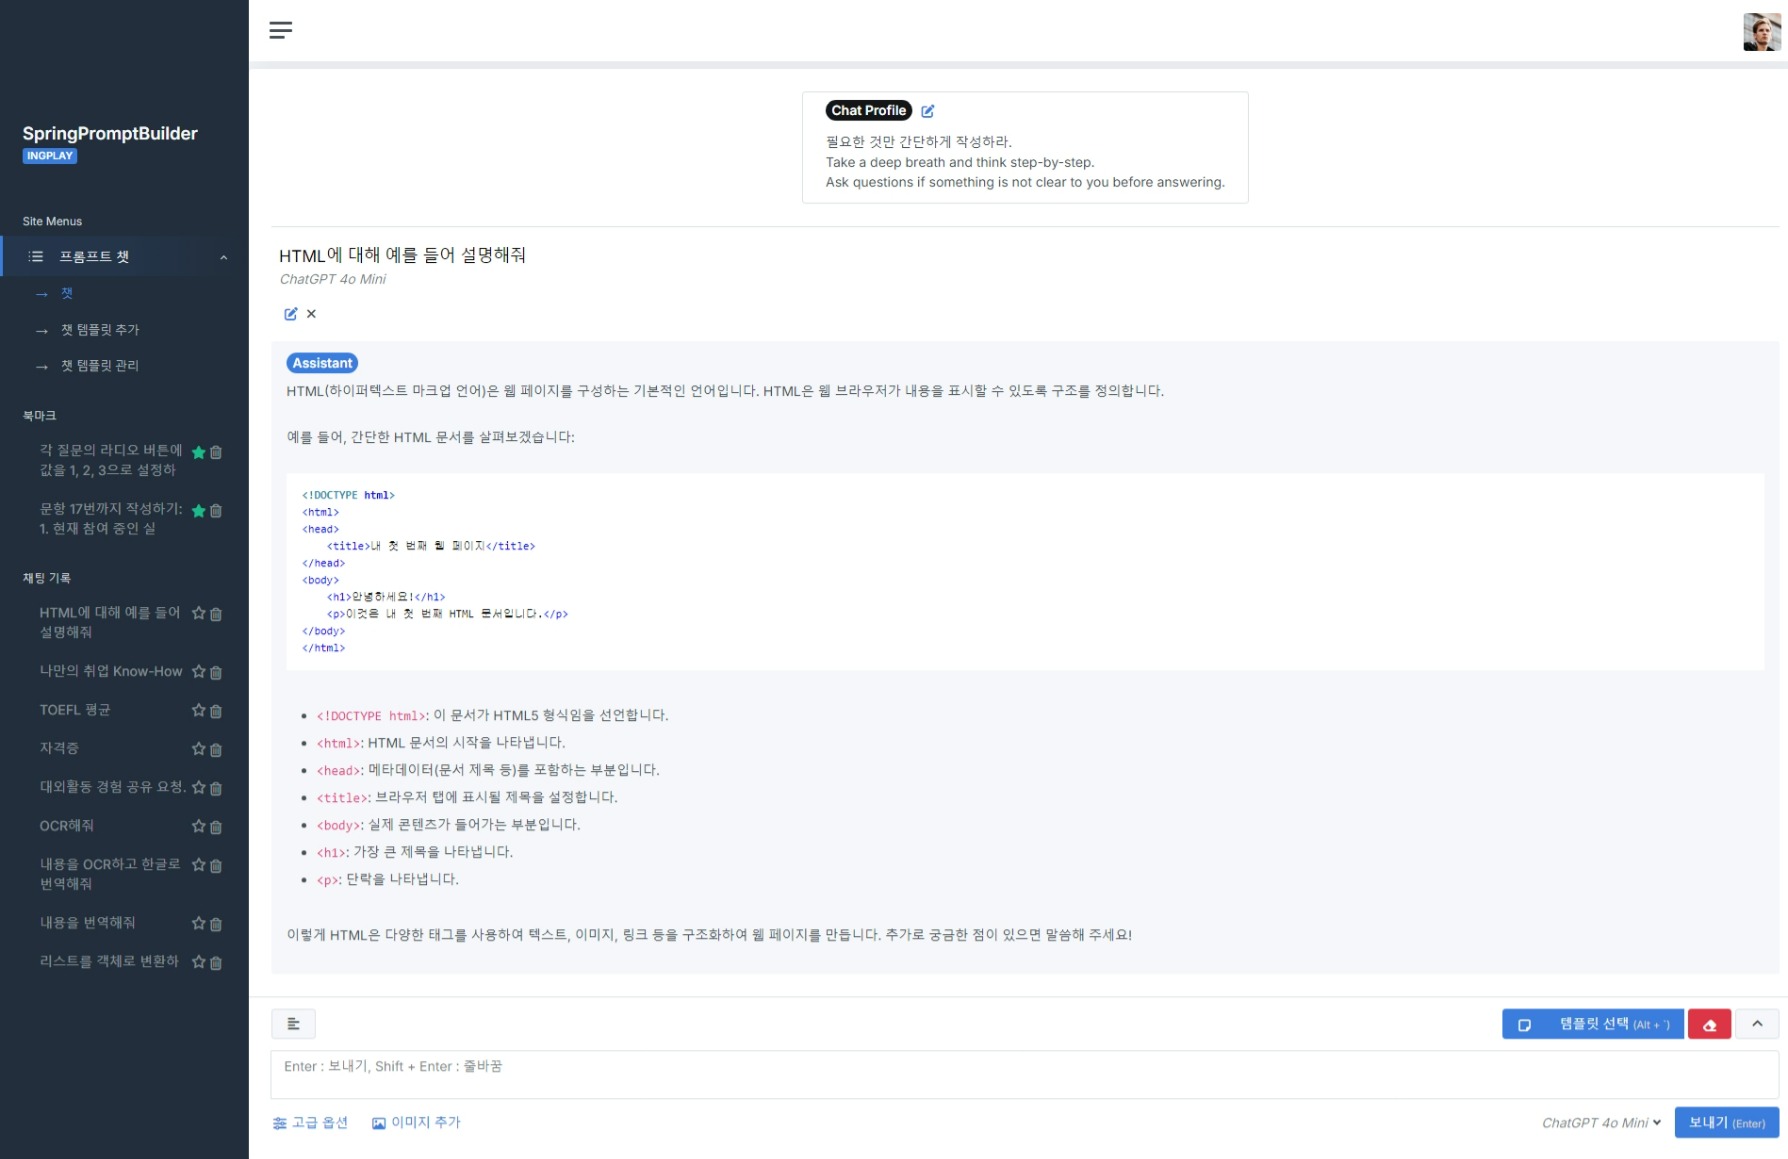 SpringPromptBuilder
INGPLAY
Site Menus
프롬프트 챗
→ 챗
→ 챗 템플릿 추가
→ 챗 템플릿 관리
북마크
각 질문의 라디오 버튼에
값을 1, 2, 3으로 설정하
문항 17번까지 작성하기:
1. 현재 참여 중인 실
채팅 기록
HTML에 대해 예를 들어
설명해줘
나만의 취업 Know-How
TOEFL 평균
자격증
대외활동 경험 공유 요청.
OCR해줘
내용을 OCR하고 한글로
번역해줘
내용을 번역해줘
리스트를 객체로 변환하
Chat Profile
필요한 것만 간단하게 작성하라.
Take a deep breath and think step-by-step.
Ask questions if something is not clear to you before answering.
HTML에 대해 예를 들어 설명해줘
ChatGPT 4o Mini
Assistant
HTML(하이퍼텍스트 마크업 언어)은 웹 페이지를 구성하는 기본적인 언어입니다. HTML은 웹 브라우저가 내용을 표시할 수 있도록 구조를 정의합니다.
예를 들어, 간단한 HTML 문서를 살펴보겠습니다:
<!DOCTYPE html>
<html>
<head>
    <title>내 첫 번째 웹 페이지</title>
</head>
<body>
    <h1>안녕하세요!</h1>
    <p>이것은 내 첫 번째 HTML 문서입니다.</p>
</body>
</html>
• <!DOCTYPE html>: 이 문서가 HTML5 형식임을 선언합니다.
• <html>: HTML 문서의 시작을 나타냅니다.
• <head>: 메타데이터(문서 제목 등)를 포함하는 부분입니다.
• <title>: 브라우저 탭에 표시될 제목을 설정합니다.
• <body>: 실제 콘텐츠가 들어가는 부분입니다.
• <h1>: 가장 큰 제목을 나타냅니다.
• <p>: 단락을 나타냅니다.
이렇게 HTML은 다양한 태그를 사용하여 텍스트, 이미지, 링크 등을 구조화하여 웹 페이지를 만듭니다. 추가로 궁금한 점이 있으면 말씀해 주세요!
템플릿 선택 (Alt + `)
Enter : 보내기, Shift + Enter : 줄바꿈
고급 옵션 이미지 추가
ChatGPT 4o Mini 보내기 (Enter)